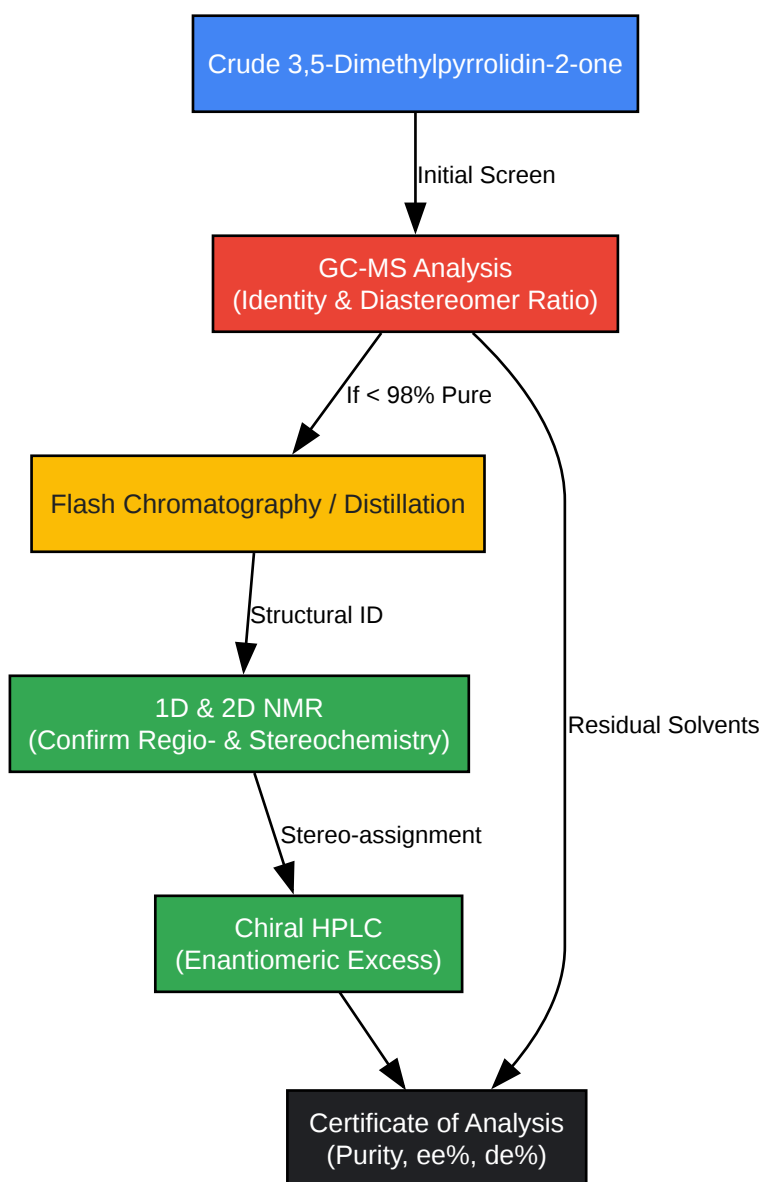 Crude 3,5-Dimethylpyrrolidin-2-one
Initial Screen
GC-MS Analysis
(Identity & Diastereomer Ratio)
If < 98% Pure
Flash Chromatography / Distillation
Structural ID
1D & 2D NMR
(Confirm Regio- & Stereochemistry)
Residual Solvents
Stereo-assignment
Chiral HPLC
(Enantiomeric Excess)
Certificate of Analysis
(Purity, ee%, de%)